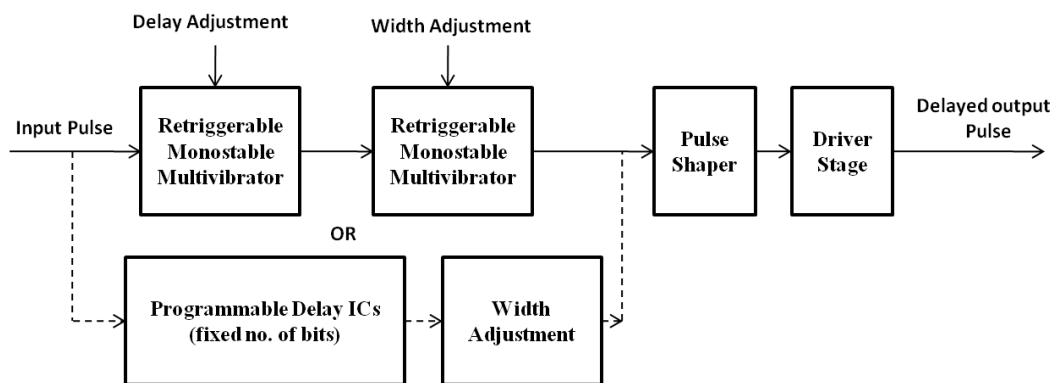 Delay Adjustment
Width Adjustment
Input Pulse
Retriggerable
Monostable
Multivibrator
Retriggerable
Monostable
Multivibrator
Pulse
Shaper
Driver
Stage
Delayed output
Pulse
OR
Programmable Delay ICs
(fixed no. of bits)
Width
Adjustment